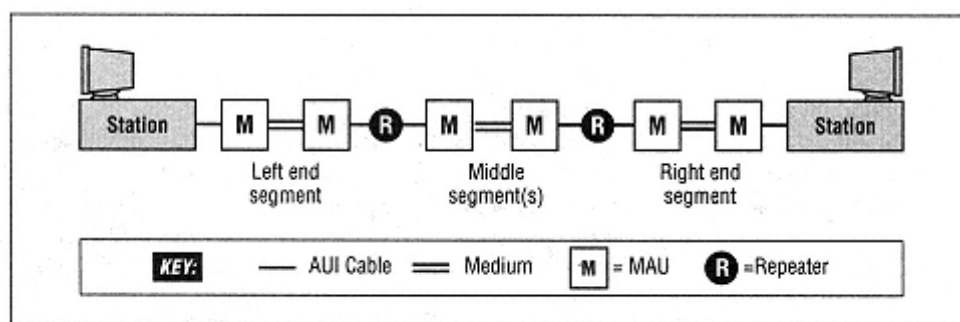 Station M M R M M R M M Station
Left end segment
Middle segment(s)
Right end segment
KEY: AUI Cable Medium M = MAU R =Repeater